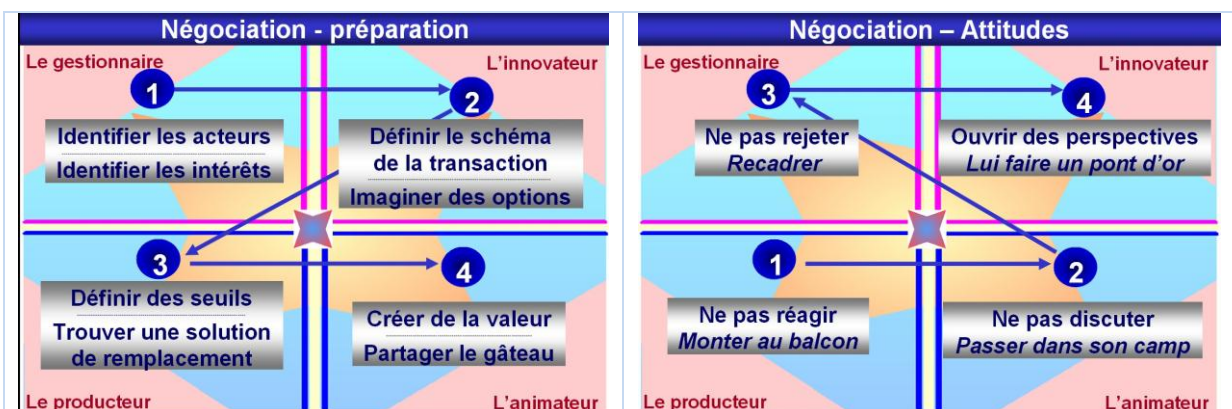 Négociation - préparation
Le gestionnaire
L'innovateur
1
2
Identifier les acteurs
Identifier les intérêts
Définir le schéma
de la transaction
Imaginer des options
3
4
Définir des seuils
Trouver une solution
de remplacement
Créer de la valeur
Partager le gâteau
Le producteur
L'animateur
Négociation – Attitudes
Le gestionnaire
L'innovateur
3
4
Ne pas rejeter
Recadrer
Ouvrir des perspectives
Lui faire un pont d'or
1
2
Ne pas réagir
Monter au balcon
Ne pas discuter
Passer dans son camp
Le producteur
L'animateur